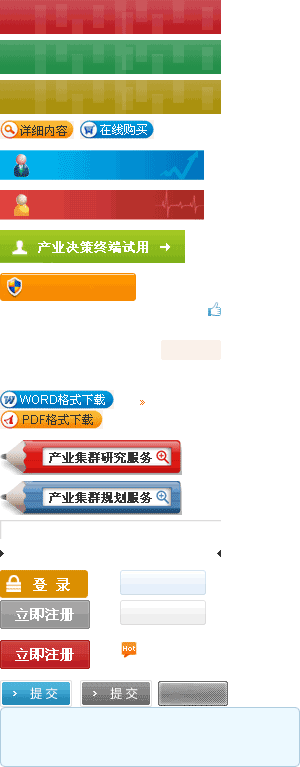 详细内容 在线购买
产业决策终端试用
WORD格式下载
PDF格式下载
产业集群研究服务
产业集群规划服务
登 录
立即注册
立即注册
Hot
提交 提交